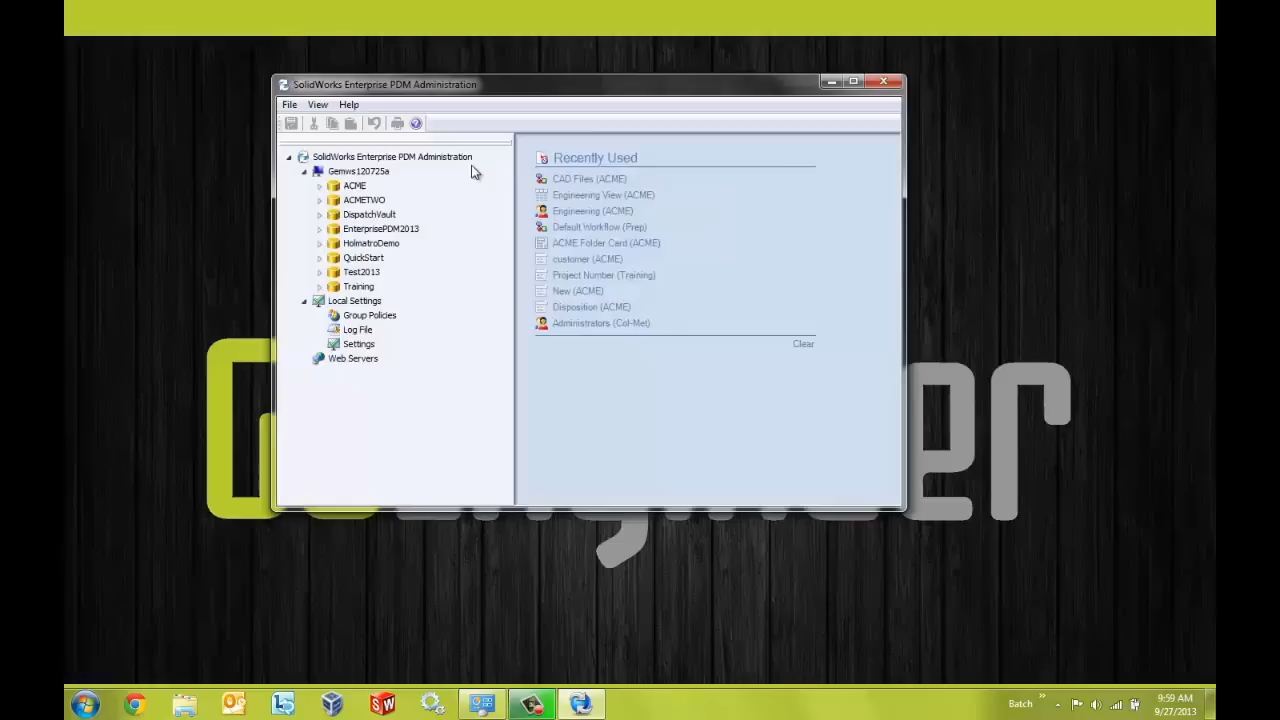 SolidWorks Enterprise PDM Administration
File View Help
SolidWorks Enterprise PDM Administration
Gemws120725a
ACME
ACMETWO
DispatchVault
EnterprisePDM2013
HolmatroDemo
QuickStart
Test2013
Training
Local Settings
Group Policies
Log File
Settings
Web Servers
Recently Used
CAD Files (ACME)
Engineering View (ACME)
Engineering (ACME)
Default Workflow (Prep)
ACME Folder Card (ACME)
customer (ACME)
Project Number (Training)
New (ACME)
Disposition (ACME)
Administrators (Col-Met)
Clear
SW
Batch
9:59 AM
9/27/2013